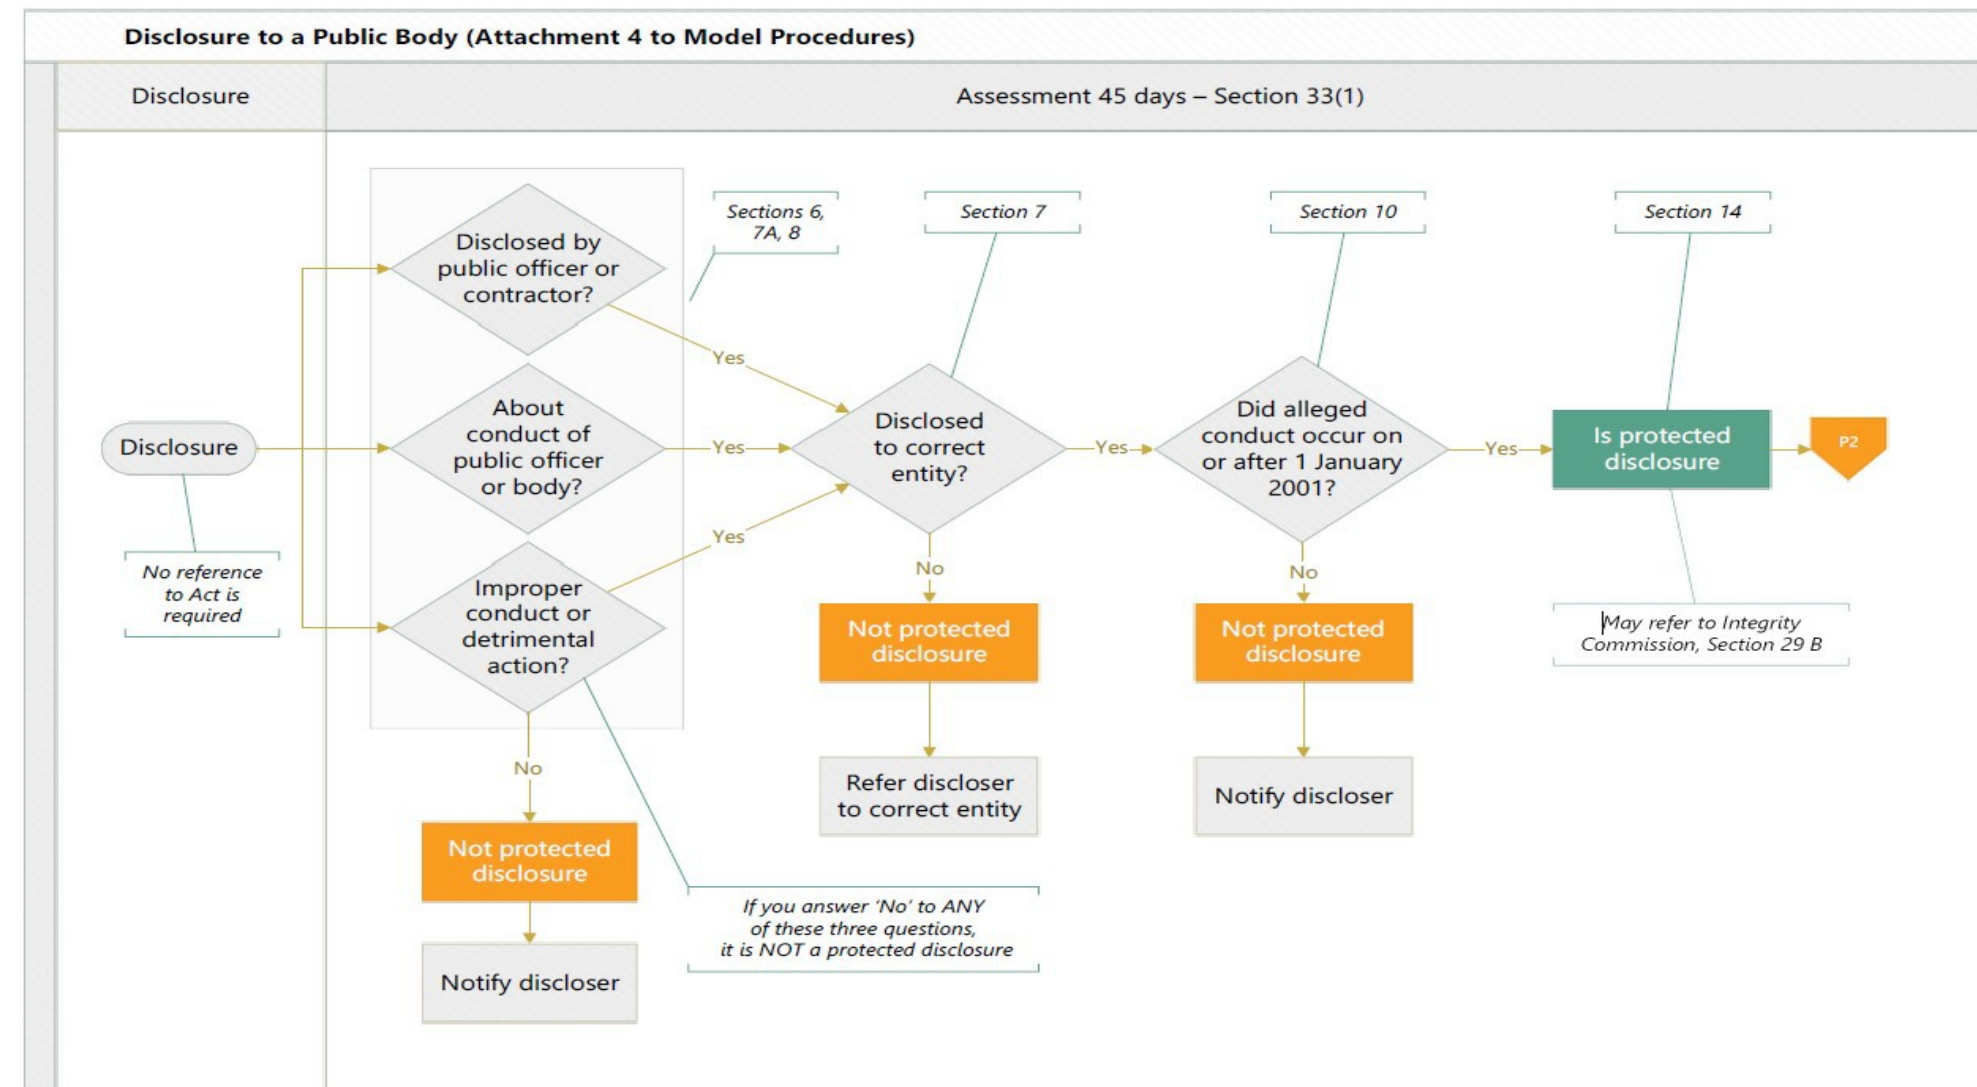 Disclosure to a Public Body (Attachment 4 to Model Procedures)
Disclosure
Assessment 45 days – Section 33(1)
Disclosure
No reference
to Act is
required
Disclosed by
public officer or
contractor?
Yes
About
conduct of
public officer
or body?
Yes
Improper
conduct or
detrimental
action?
Yes
No
Not protected
disclosure
Notify discloser
If you answer ‘No’ to ANY
of these three questions,
it is NOT a protected disclosure
Sections 6,
7A, 8
Section 7
Disclosed
to correct
entity?
Yes
No
Not protected
disclosure
Refer discloser
to correct entity
Section 10
Did alleged
conduct occur on
or after 1 January
2001?
Yes
No
Not protected
disclosure
Notify discloser
Section 14
Is protected
disclosure
P2
May refer to Integrity
Commission, Section 29 B